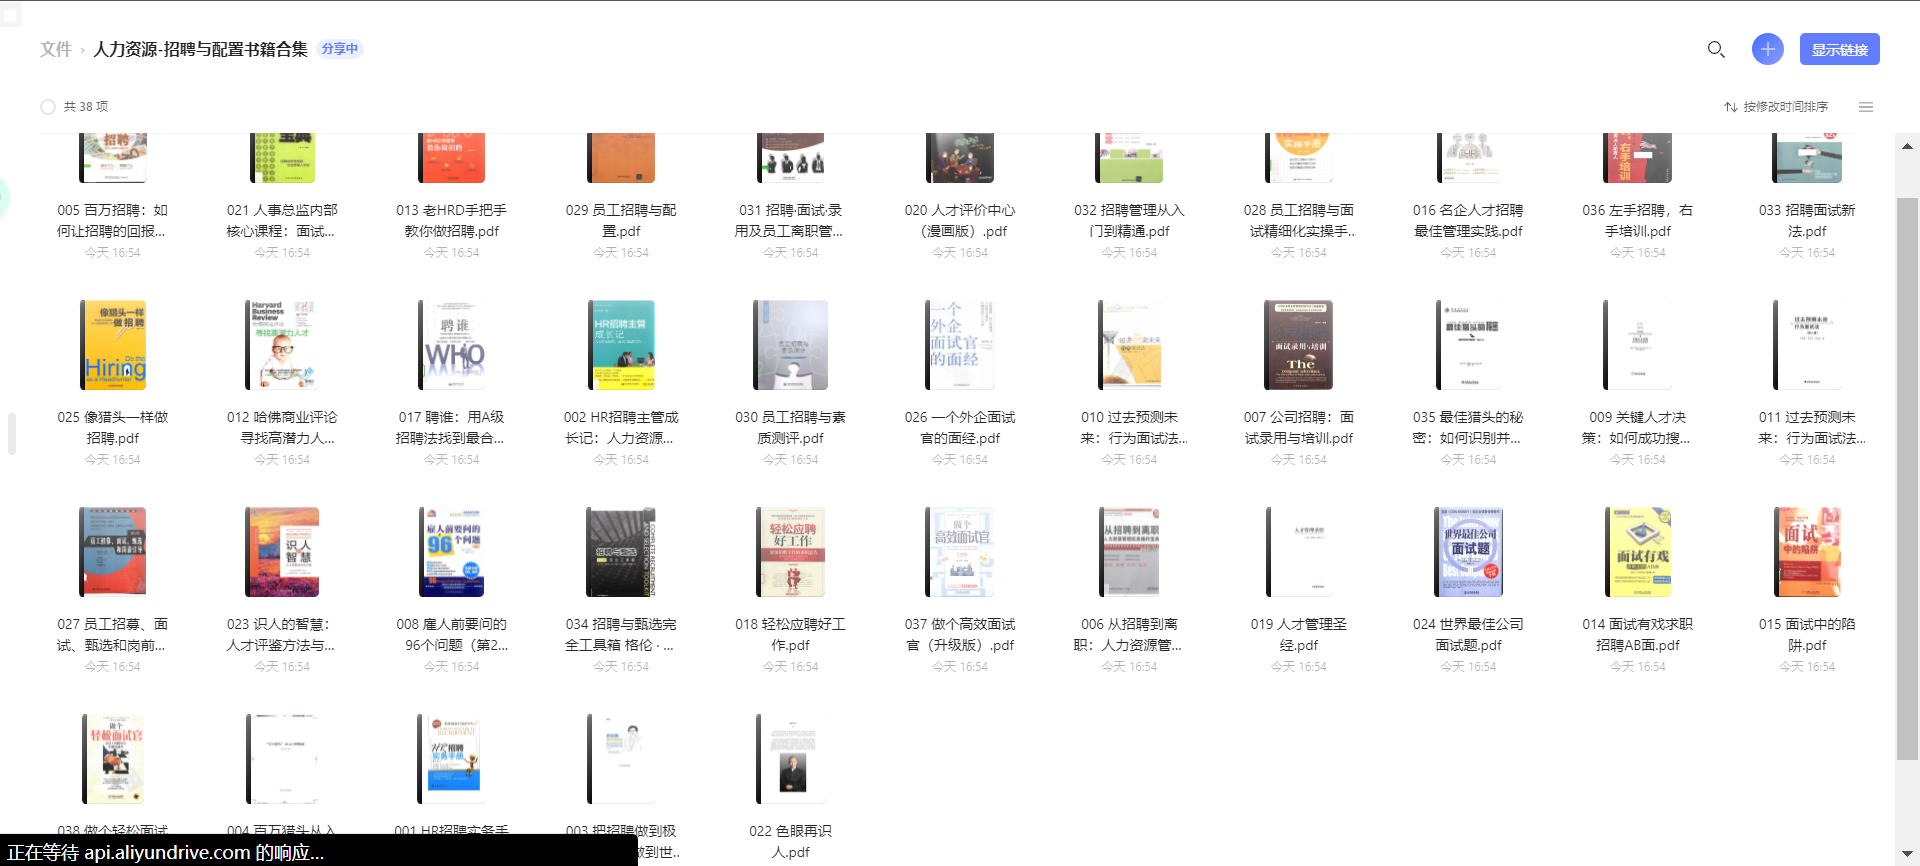 文件 › 人力资源-招聘与配置书籍合集 分享中
显示链接
共 38 项
按修改时间排序
005 百万招聘：如
何让招聘的回报...
今天 16:54
021 人事总监内部
核心课程：面试...
今天 16:54
013 老HRD手把手
教你做招聘.pdf
今天 16:54
029 员工招聘与配
置.pdf
今天 16:54
031 招聘·面试·录
用及员工离职管...
今天 16:54
020 人才评价中心
（漫画版）.pdf
今天 16:54
032 招聘管理从入
门到精通.pdf
今天 16:54
028 员工招聘与面
试精细化实操手...
今天 16:54
016 名企人才招聘
最佳管理实践.pdf
今天 16:54
036 左手招聘，右
手培训.pdf
今天 16:54
033 招聘面试新
法.pdf
今天 16:54
025 像猎头一样做
招聘.pdf
今天 16:54
012 哈佛商业评论
寻找高潜力人...
今天 16:54
017 聘谁：用A级
招聘法找到最合...
今天 16:54
002 HR招聘主管成
长记：人力资源...
今天 16:54
030 员工招聘与素
质测评.pdf
今天 16:54
026 一个外企面试
官的面经.pdf
今天 16:54
010 过去预测未
来：行为面试法...
今天 16:54
007 公司招聘：面
试录用与培训.pdf
今天 16:54
035 最佳猎头的秘
密：如何识别并...
今天 16:54
009 关键人才决
策：如何成功搜...
今天 16:54
011 过去预测未
来：行为面试法...
今天 16:54
027 员工招募、面
试、甄选和岗前...
今天 16:54
023 识人的智慧：
人才评鉴方法与...
今天 16:54
008 雇人前要问的
96个问题（第2...
今天 16:54
034 招聘与甄选完
全工具箱 格伦 · ...
今天 16:54
018 轻松应聘好工
作.pdf
今天 16:54
037 做个高效面试
官（升级版）.pdf
今天 16:54
006 从招聘到离
职：人力资源管...
今天 16:54
019 人才管理圣
经.pdf
今天 16:54
024 世界最佳公司
面试题.pdf
今天 16:54
014 面试有戏求职
招聘AB面.pdf
今天 16:54
015 面试中的陷
阱.pdf
今天 16:54
038 做个轻松面试
004 百万猎头从入
001 HR招聘实务手
003 把招聘做到极
做到世...
022 色眼再识
人.pdf
正在等待 api.aliyundrive.com 的响应...